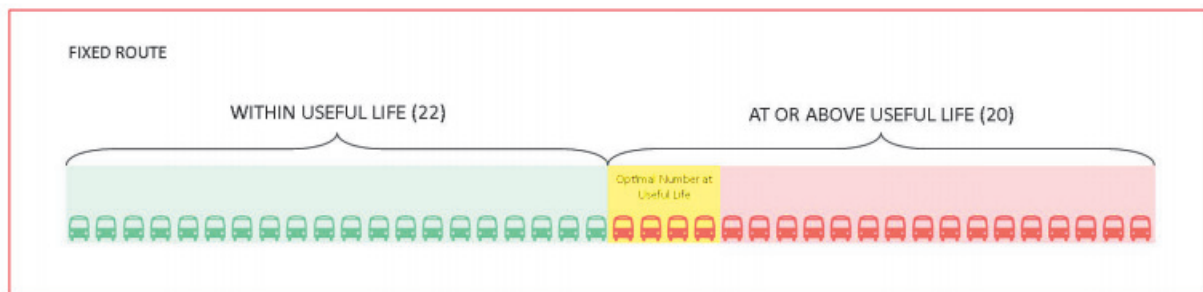 FIXED ROUTE
WITHIN USEFUL LIFE (22)
AT OR ABOVE USEFUL LIFE (20)
Optimal Number at
Useful Life